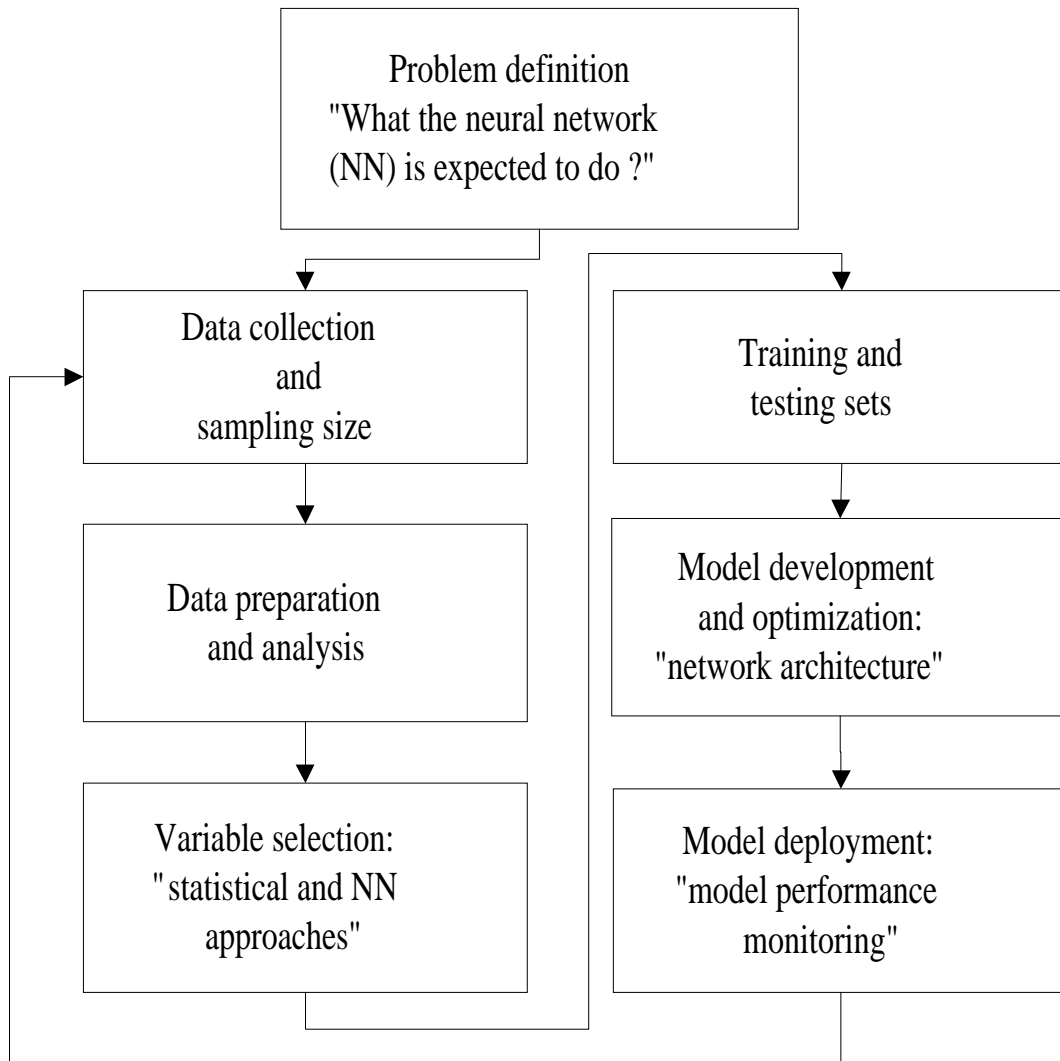 Problem definition
"What the neural network
(NN) is expected to do ?"
Data collection
and
sampling size
Data preparation
and analysis
Variable selection:
"statistical and NN
approaches"
Training and
testing sets
Model development
and optimization:
"network architecture"
Model deployment:
"model performance
monitoring"